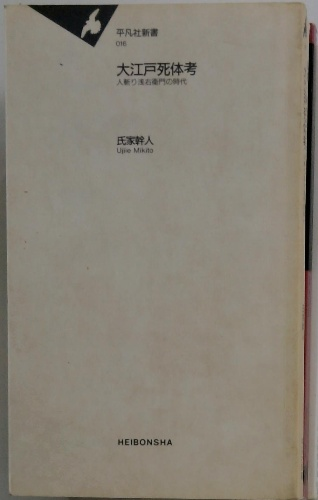 平凡社新書
016
大江戸死体考
人斬り浅右衛門の時代
氏家幹人
Ujiie Mikito
HEIBONSHA